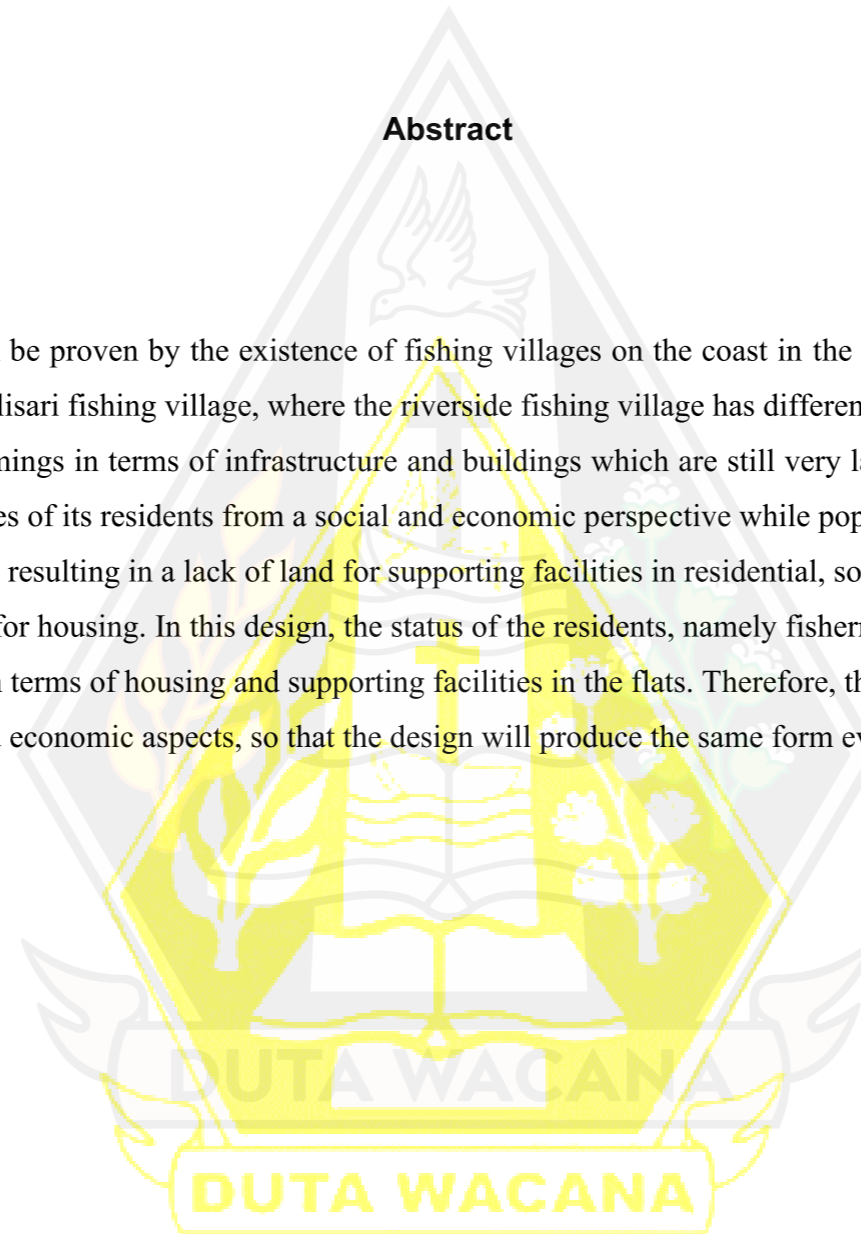 Abstract
be proven by the existence of fishing villages on the coast in the
lisari fishing village, where the riverside fishing village has differen
nings in terms of infrastructure and buildings which are still very la
es of its residents from a social and economic perspective while pop
resulting in a lack of land for supporting facilities in residential, so
for housing. In this design, the status of the residents, namely fisher
n terms of housing and supporting facilities in the flats. Therefore, th
economic aspects, so that the design will produce the same form ev
DUTA WACANA
DUTA WACANA